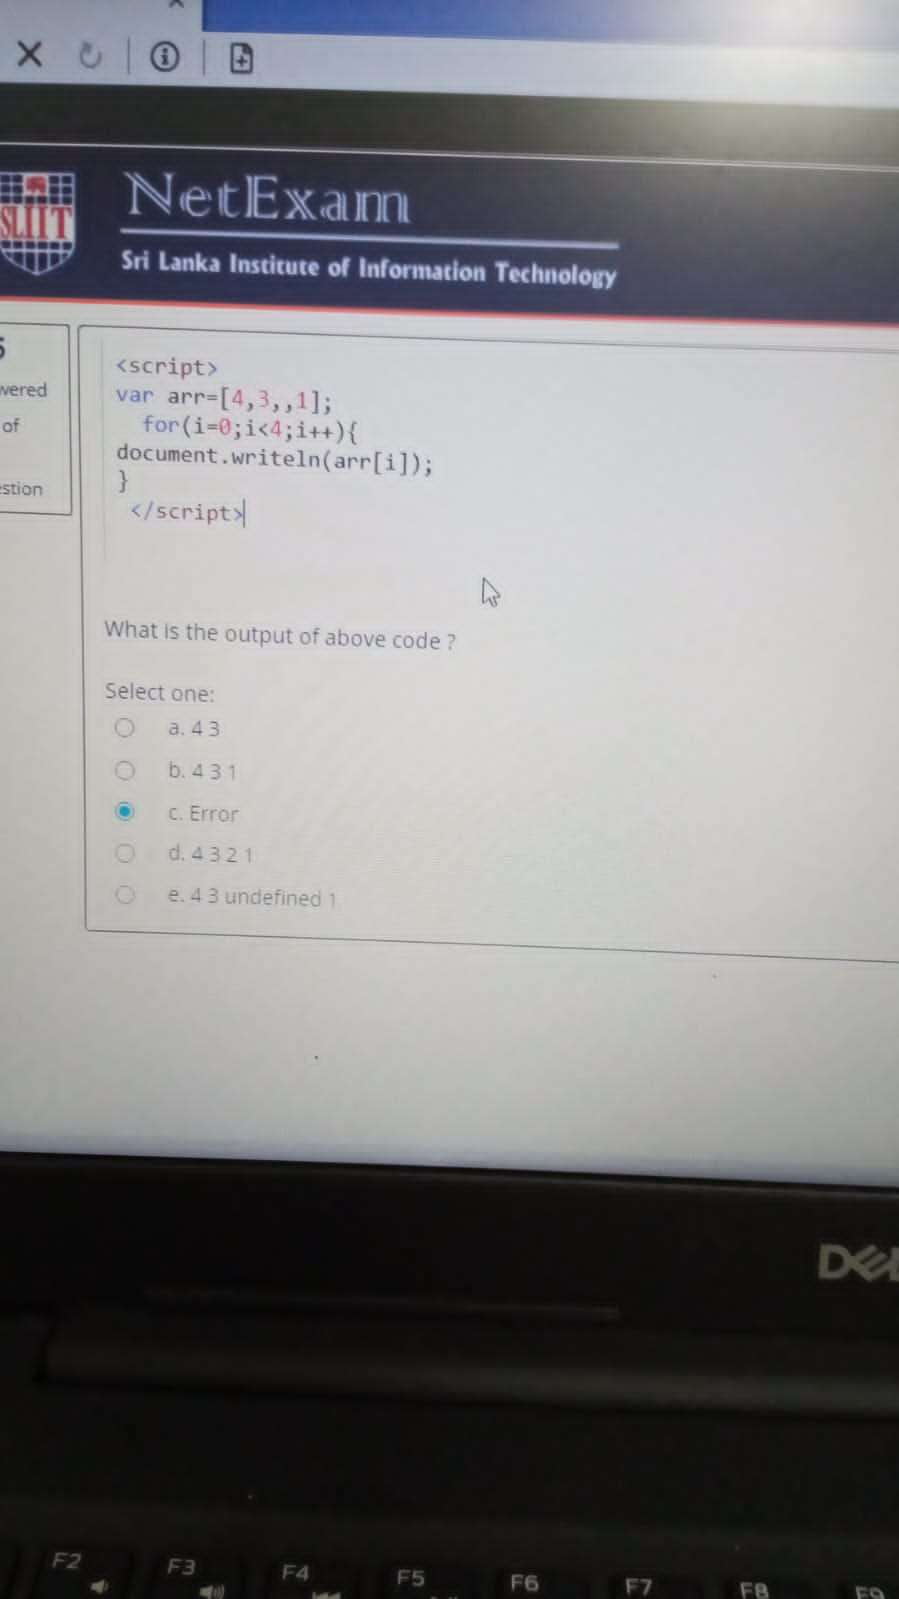 SLIIT
NetExam
Sri Lanka Institute of Information Technology
5
wered
of
estion
<script>
var arr=[4,3,,1];
for(i=0;i<4;i++){
document.writeln(arr[i]);
}
</script>
What is the output of above code ?
Select one:
a. 4 3
b. 4 3 1
c. Error
d. 4 3 2 1
e. 4 3 undefined 1
DELL
F2
F3
F4
F5
F6
F7
F8
F9